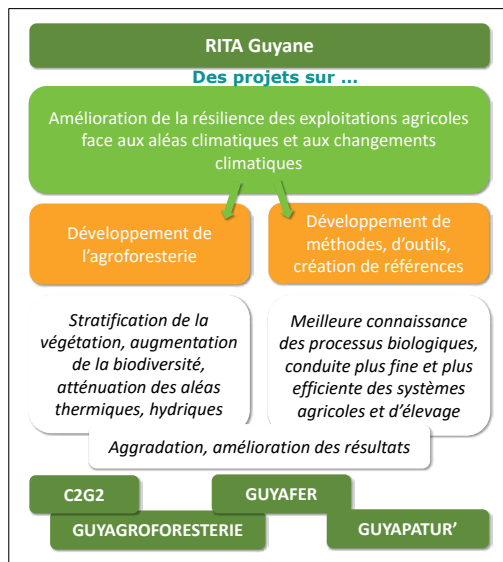 RITA Guyane
Des projets sur ...
Amélioration de la résilience des exploitations agricoles
face aux aléas climatiques et aux changements
climatiques
Développement de
l'agroforesterie
Développement de
méthodes, d'outils,
création de références
Stratification de la
végétation, augmentation
de la biodiversité,
atténuation des aléas
thermiques, hydriques
Meilleure connaissance
des processus biologiques,
conduite plus fine et plus
efficiente des systèmes
agricoles et d'élevage
Aggradation, amélioration des résultats
C2G2
GUYAFER
GUYAGROFORESTERIE
GUYAPATUR'